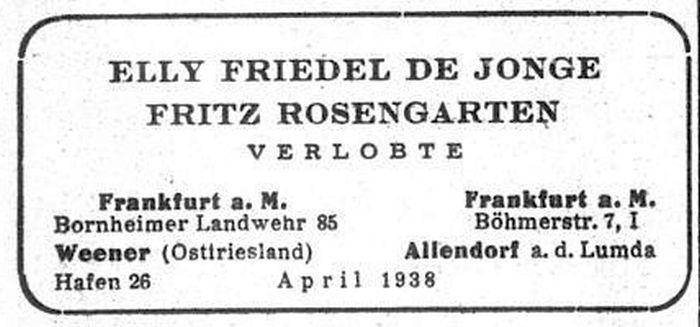 ELLY FRIEDEL DE JONGE
FRITZ ROSENGARTEN
VERLOBTE
Frankfurt a. M.
Bornheimer Landwehr 85
Weener (Ostfriesland)
Hafen 26
Frankfurt a. M.
Böhmerstr. 7, I
Allendorf a. d. Lumda
April 1938